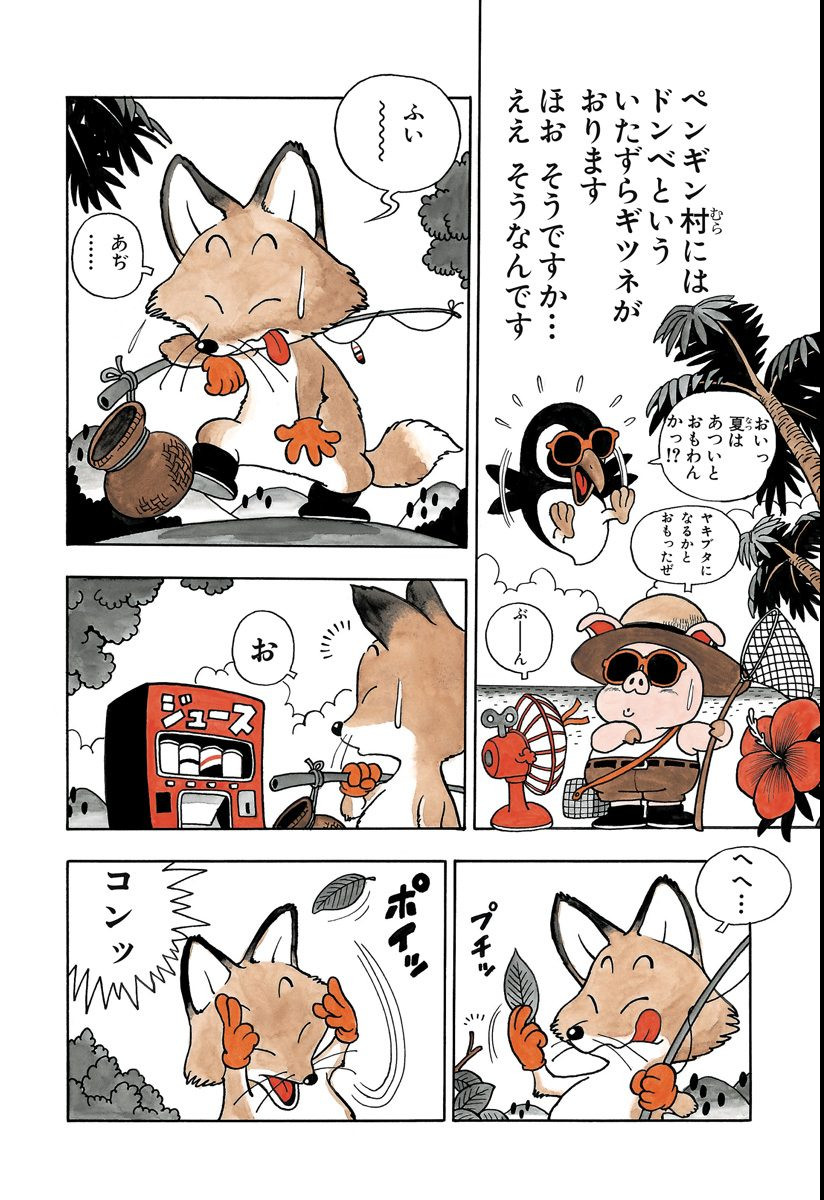 ペンギン村には
ドンベという
いたずらギツネが
おります
ほお そうですか…
ええ そうなんです
おいっ
夏は
あついと
おもわん
かっ!?
ヤキブタに
なるかと
おもったぜ
ぶーーん
ふい〜〜〜〜
あぢ
……
お
ジュース
へへ…
プチッ
ポイッ
コンッ